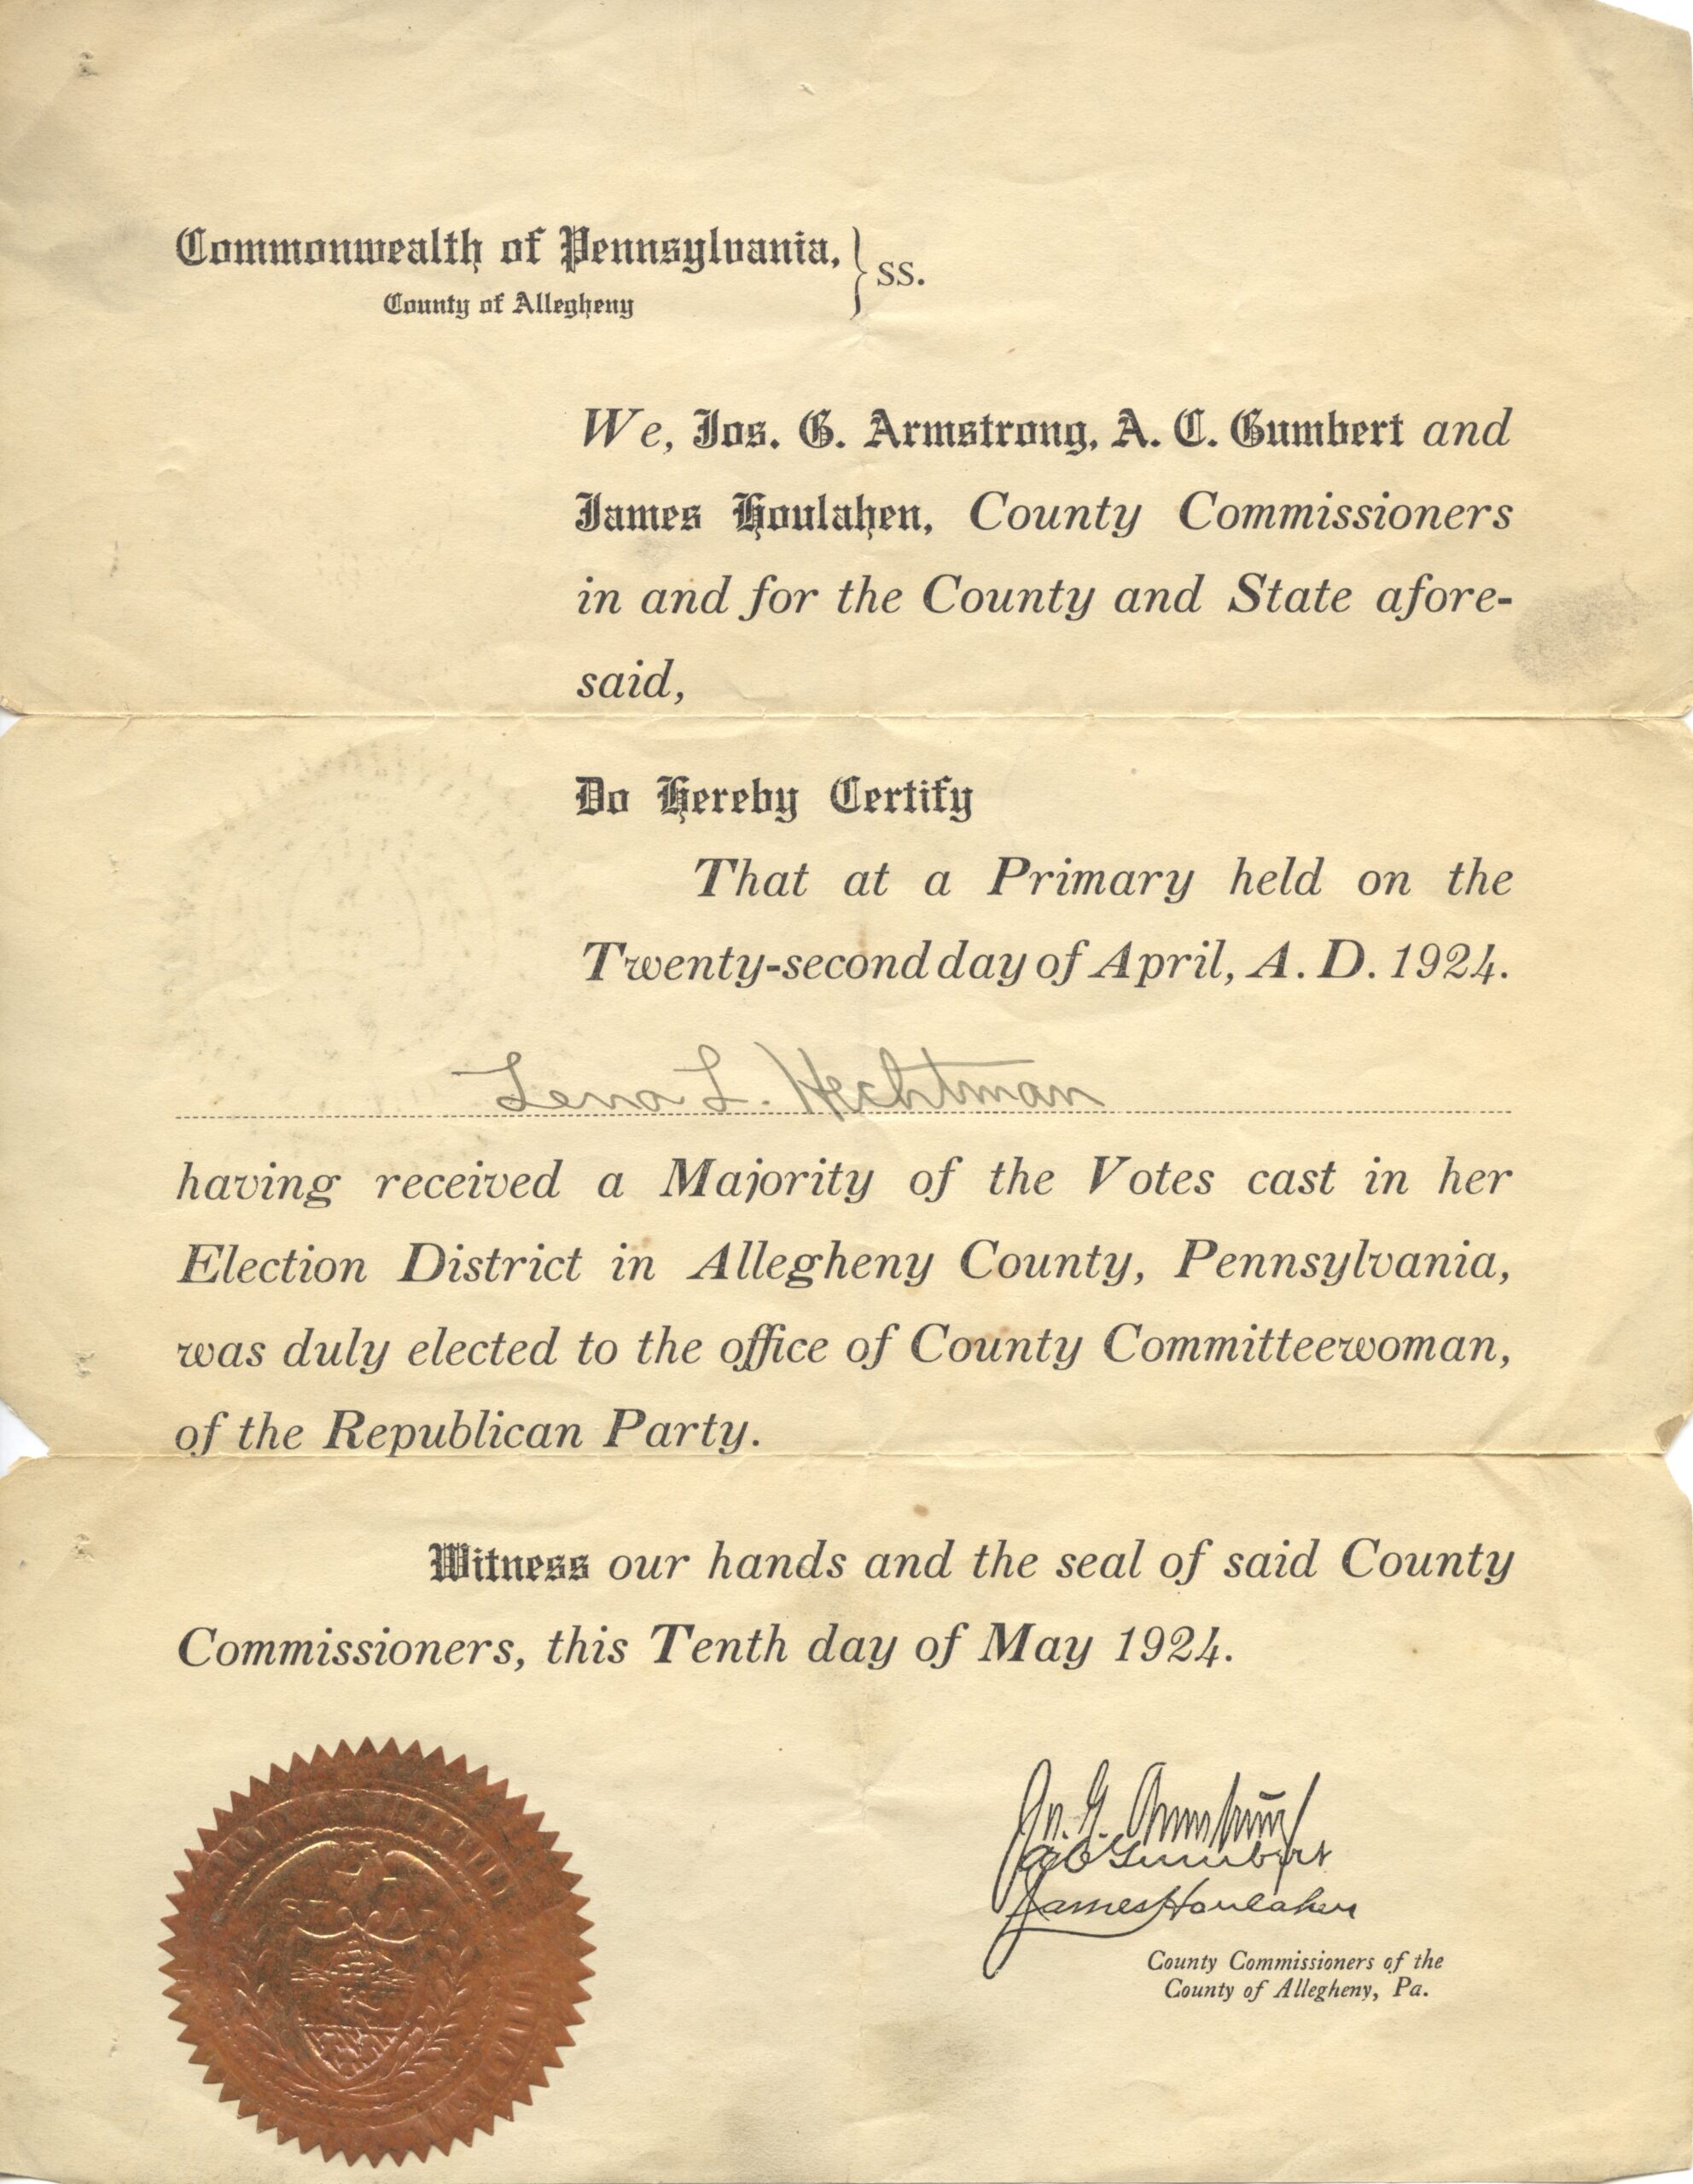 Commonwealth of Pennsylvania, } ss.
County of Allegheny
We, Jos. G. Armstrong, A. C. Gumbert and
James Houlahen, County Commissioners
in and for the County and State afore-
said,
Do Hereby Certify
That at a Primary held on the
Twenty-second day of April, A. D. 1924.
Lena L. Hechtman
having received a Majority of the Votes cast in her
Election District in Allegheny County, Pennsylvania,
was duly elected to the office of County Committeewoman,
of the Republican Party.
Witness our hands and the seal of said County
Commissioners, this Tenth day of May 1924.
Jos. G. Armstrong
A C Gumbert
James Houlahen
County Commissioners of the
County of Allegheny, Pa.